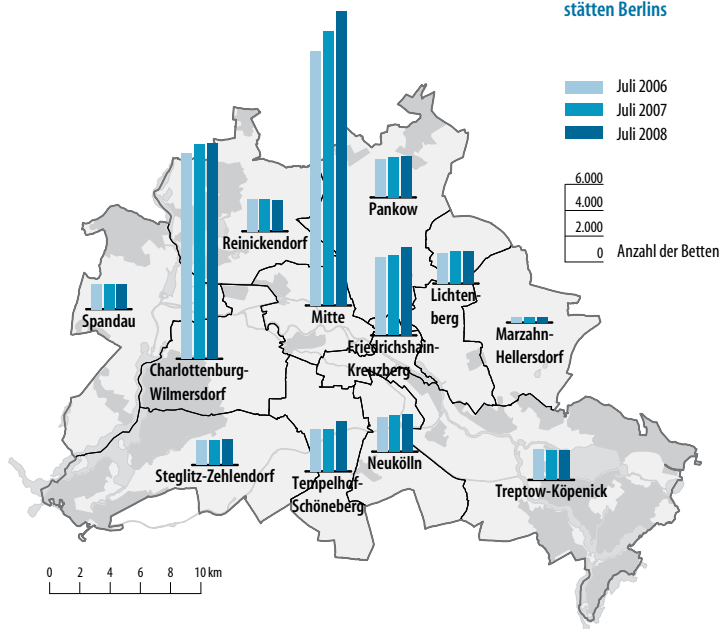 stätten Berlins
Juli 2006
Juli 2007
Juli 2008
6.000
4.000
2.000
0 Anzahl der Betten
Pankow
Reinickendorf
Spandau
Mitte
Lichten-
berg
Marzahn-
Hellersdorf
Friedrichshain-
Kreuzberg
Charlottenburg-
Wilmersdorf
Steglitz-Zehlendorf
Tempelhof-
Schöneberg
Neukölln
Treptow-Köpenick
0 2 4 6 8 10 km